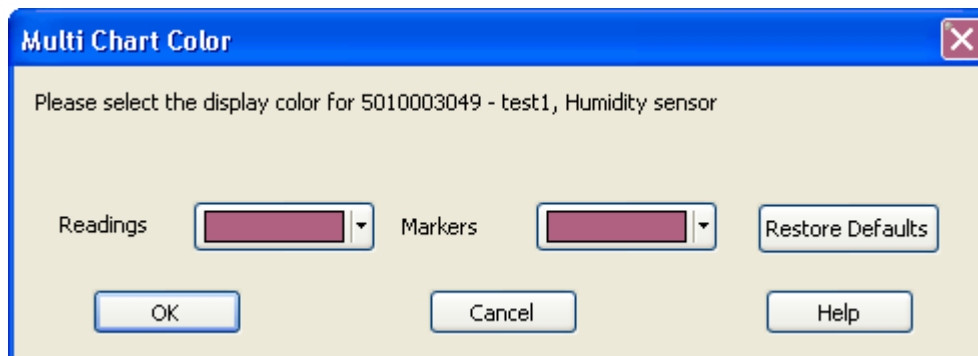 Multi Chart Color
Please select the display color for 5010003049 - test1, Humidity sensor
Readings Markers Restore Defaults
OK Cancel Help